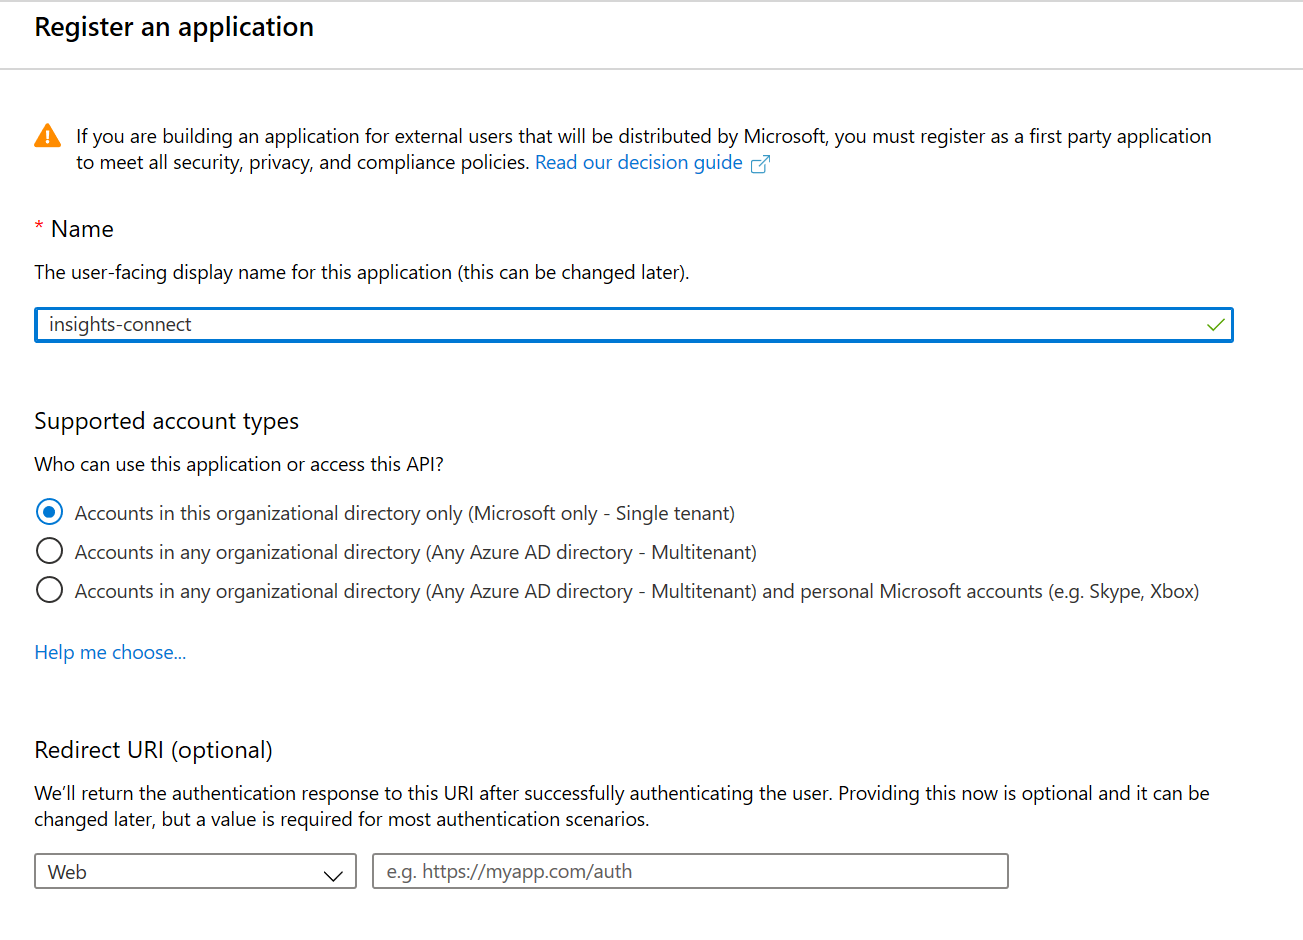 Register an application
If you are building an application for external users that will be distributed by Microsoft, you must register as a first party application
to meet all security, privacy, and compliance policies. Read our decision guide
* Name
The user-facing display name for this application (this can be changed later).
insights-connect
Supported account types
Who can use this application or access this API?
Accounts in this organizational directory only (Microsoft only - Single tenant)
Accounts in any organizational directory (Any Azure AD directory - Multitenant)
Accounts in any organizational directory (Any Azure AD directory - Multitenant) and personal Microsoft accounts (e.g. Skype, Xbox)
Help me choose...
Redirect URI (optional)
We'll return the authentication response to this URI after successfully authenticating the user. Providing this now is optional and it can be
changed later, but a value is required for most authentication scenarios.
Web
e.g. https://myapp.com/auth